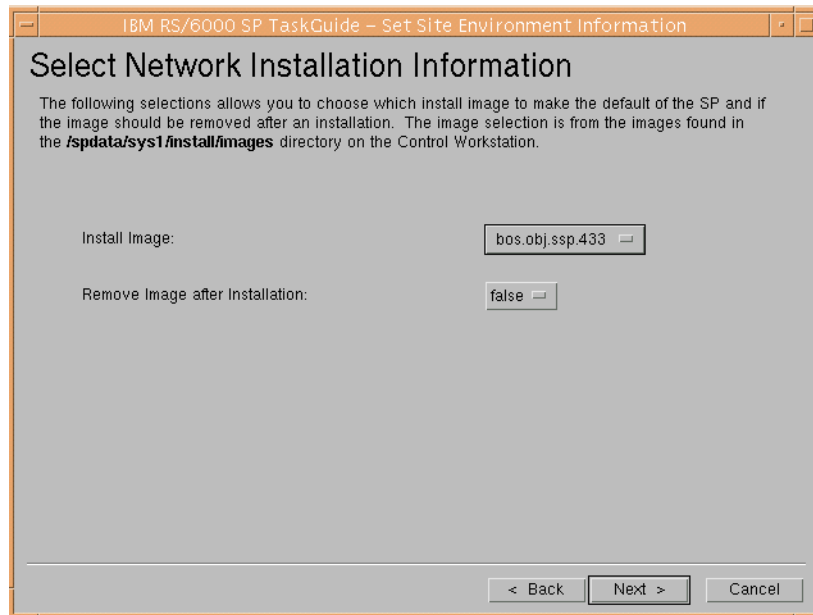 IBM RS/6000 SP TaskGuide – Set Site Environment Information
Select Network Installation Information
The following selections allows you to choose which install image to make the default of the SP and if
the image should be removed after an installation. The image selection is from the images found in
the /spdata/sys1/install/images directory on the Control Workstation.
Install Image: bos.obj.ssp.433
Remove Image after Installation: false
< Back Next > Cancel